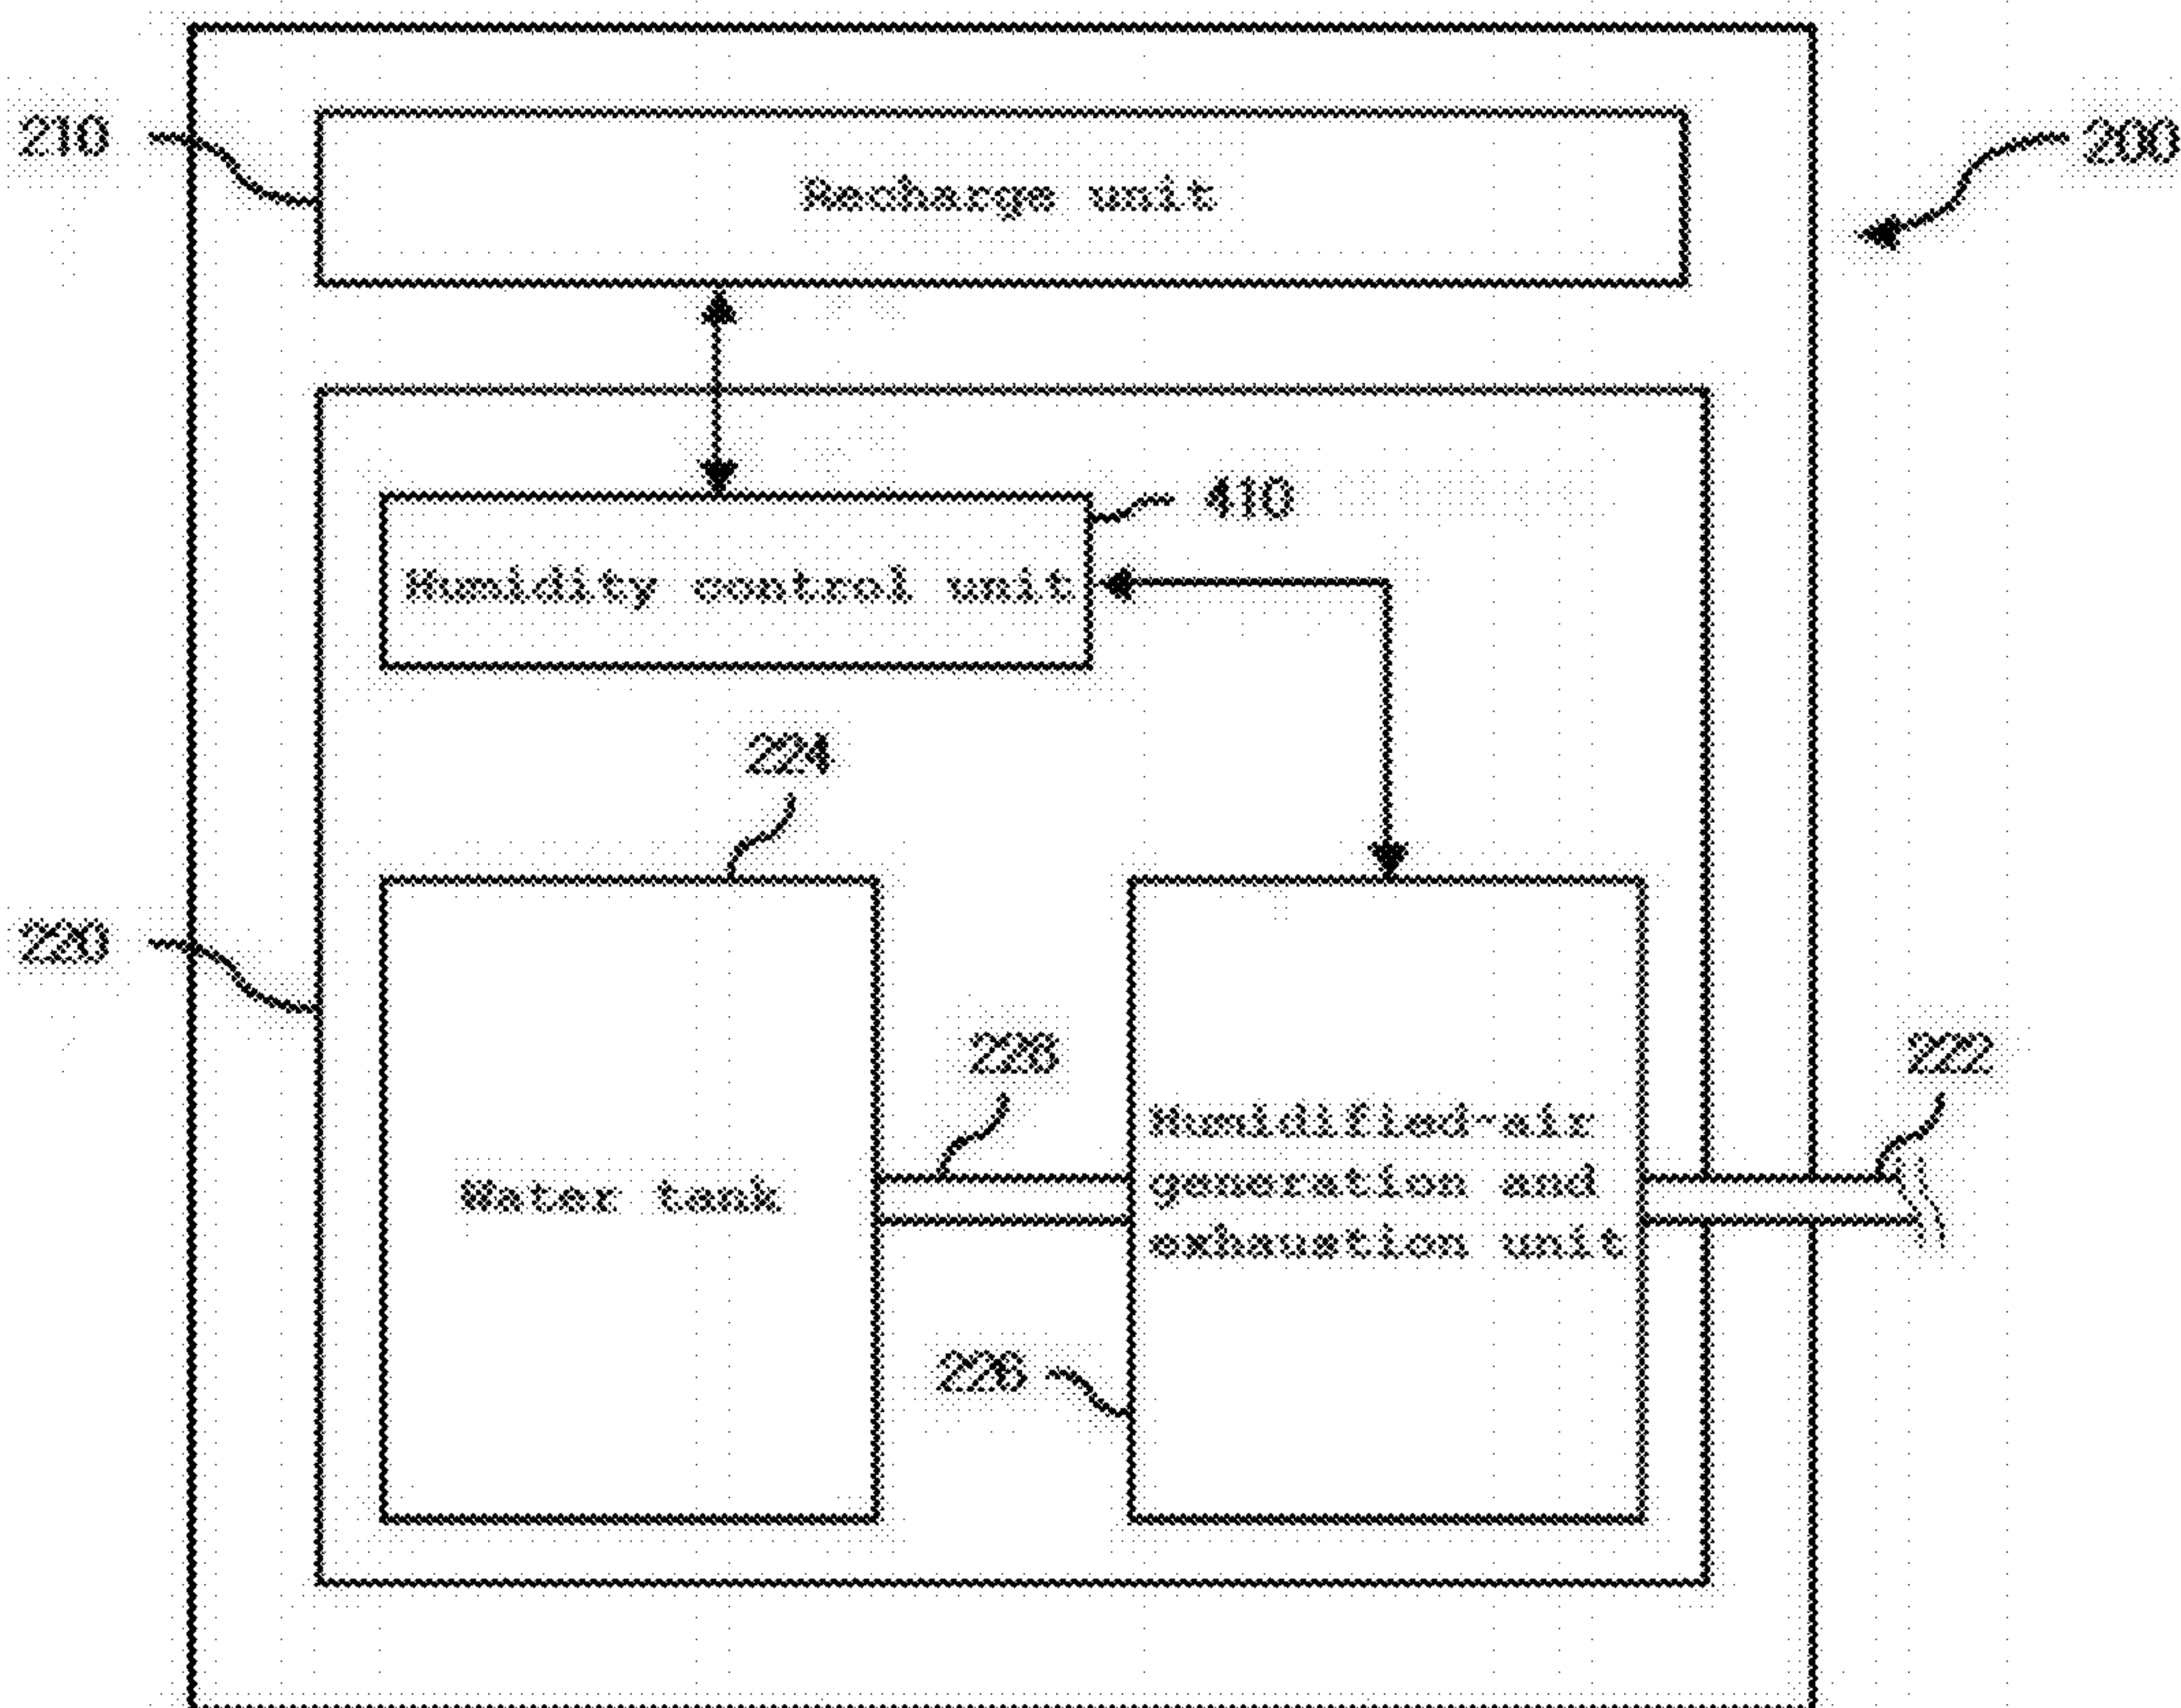 210
200
Recharge unit
410
Humidity control unit
224
220
228
222
Humidified-air
generation and
exhaustion unit
Water tank
226